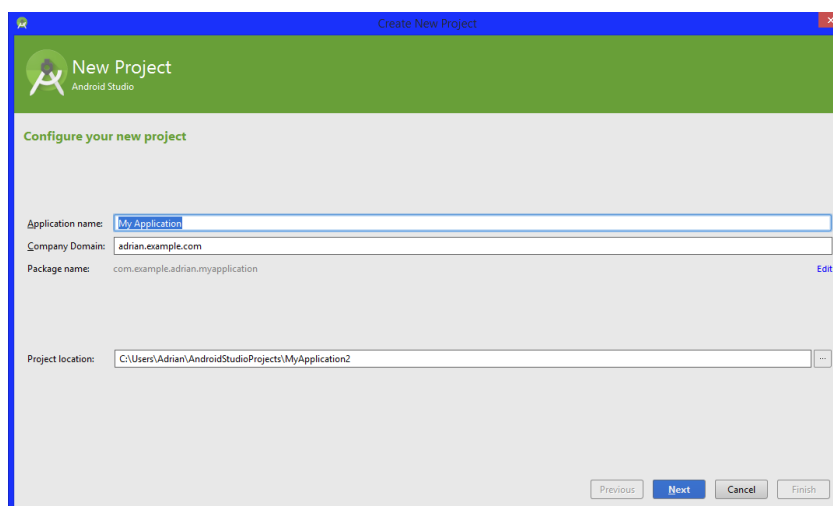 Create New Project
New Project
Android Studio
Configure your new project
Application name: My Application
Company Domain: adrian.example.com
Package name: com.example.adrian.myapplication Edit
Project location: C:\Users\Adrian\AndroidStudioProjects\MyApplication2 ...
Previous Next Cancel Finish